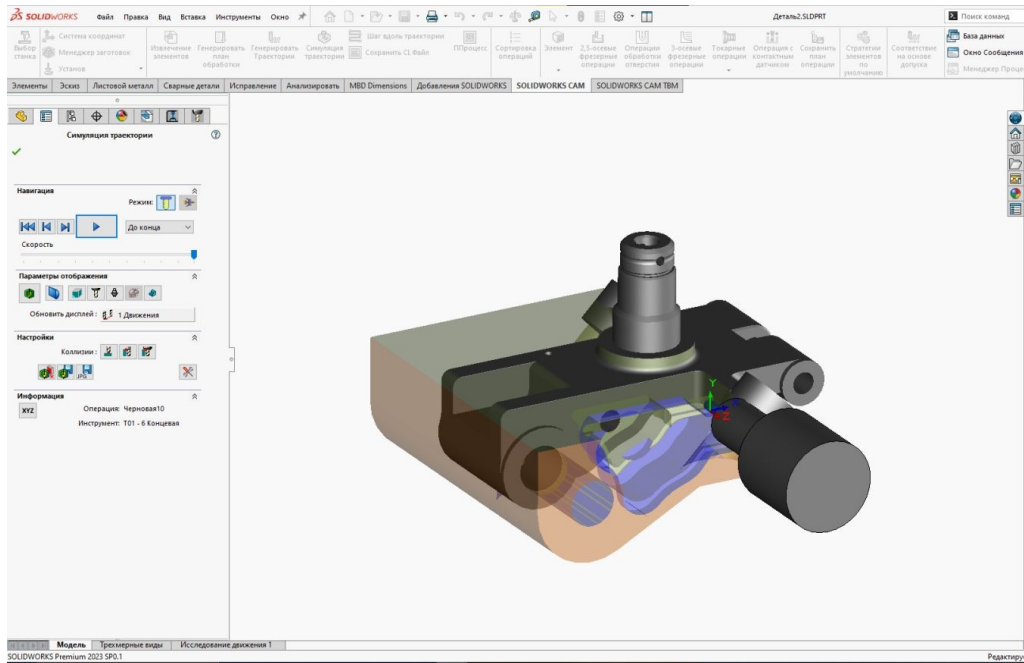 SOLIDWORKS Файл Правка Вид Вставка Инструменты Окно Деталь2.SLDPRT Поиск команд
Выбор станка
Система координат
Менеджер заготовок
Установ
Извлечение элементов
Генерировать план обработки
Генерировать Траектории
Симуляция траектории
Шаг вдоль траектории
Сохранить CL Файл
ППроцесс
Сортировка операций
Элемент
2,5-осевые фрезерные операции
Операции обработки отверстия
3-осевые фрезерные операции
Токарные операции
Операция с контактным датчиком
Сохранить план операции
Стратегии элементов по умолчанию
Соответствие на основе допуска
База данных
Окно Сообщения
Менеджер Проце
Элементы Эскиз Листовой металл Сварные детали Исправление Анализировать MBD Dimensions Добавления SOLIDWORKS SOLIDWORKS CAM SOLIDWORKS CAM TBM
Симуляция траектории
Навигация
Режим:
До конца
Скорость
Параметры отображения
Обновить дисплей: 1 Движения
Настройки
Коллизии:
JPG
Информация
XYZ
Операция: Черновая10
Инструмент: T01 - 6 Концевая
Y
Модель Трехмерные виды Исследование движения 1
SOLIDWORKS Premium 2023 SP0.1 Редактиру